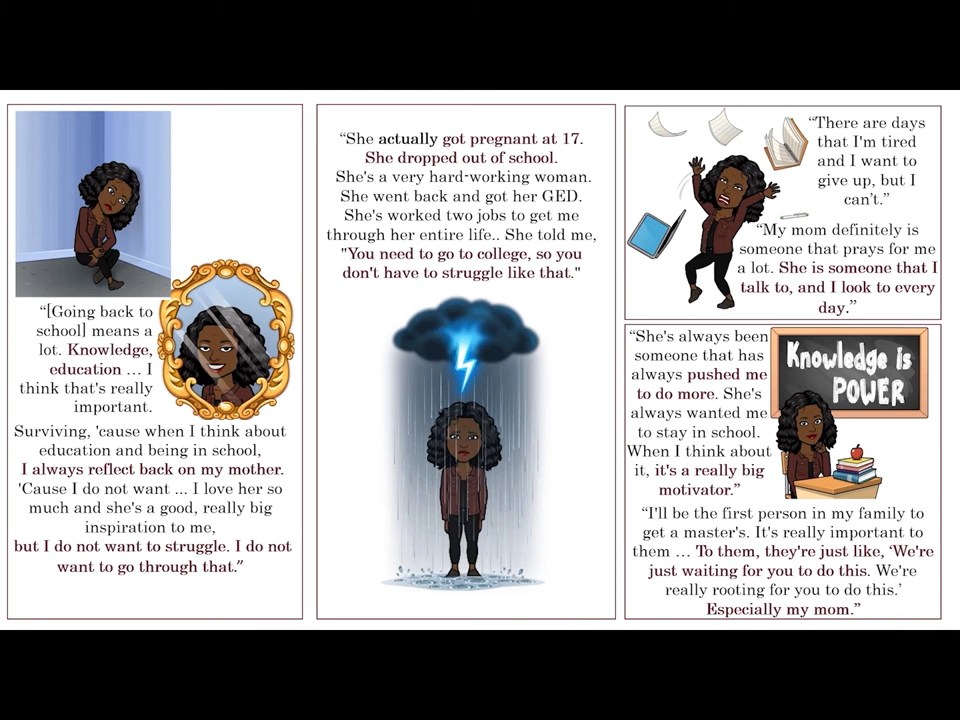 “[Going back to
school] means a
lot. Knowledge,
education … I
think that's really
important.
Surviving, 'cause when I think about
education and being in school,
I always reflect back on my mother.
'Cause I do not want ... I love her so
much and she's a good, really big
inspiration to me,
but I do not want to struggle. I do not
want to go through that.”
“She actually got pregnant at 17.
She dropped out of school.
She's a very hard-working woman.
She went back and got her GED.
She's worked two jobs to get me
through her entire life.. She told me,
"You need to go to college, so you
don't have to struggle like that."
“There are days
that I'm tired
and I want to
give up, but I
can’t.”
“My mom definitely is
someone that prays for me
a lot. She is someone that I
talk to, and I look to every
day.”
“She's always been
someone that has
always pushed me
to do more. She's
always wanted me
to stay in school.
When I think about
it, it's a really big
motivator.”
Knowledge is
POWER
“I'll be the first person in my family to
get a master's. It's really important to
them … To them, they're just like, ‘We're
just waiting for you to do this. We're
really rooting for you to do this.’
Especially my mom.”